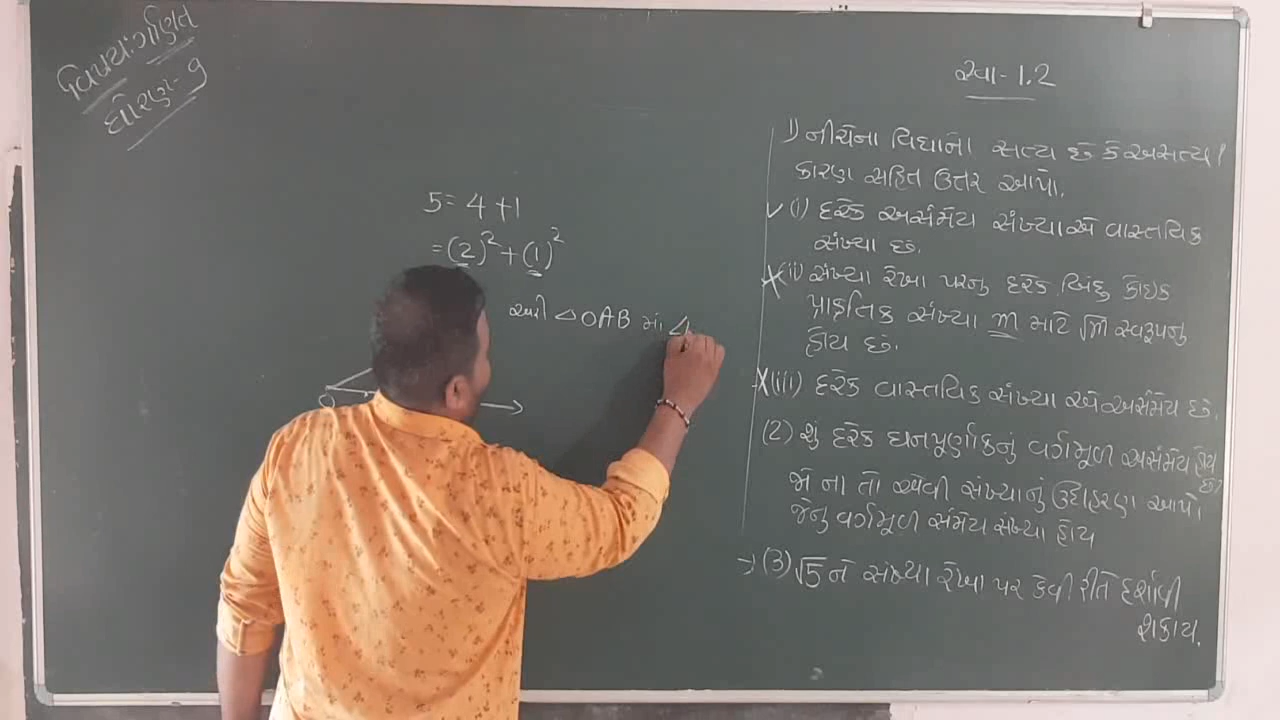 વિષય:ગણિત
ધોરણ-9
5=4+1
=(2)²+(1)²
અહી △OAB માં ∠
O
સ્વા-1.2
1) નીચેના વિધાનો સત્ય છે કે અસત્ય?
કારણ સહિત ઉત્તર આપો.
✓(i) દરેક અસંમેય સંખ્યા એ વાસ્તવિક
સંખ્યા છે.
✗(ii) સંખ્યા રેખા પરનુ દરેક બિંદુ કોઇક
પ્રાકૃતિક સંખ્યા m માટે √m સ્વરૂપનુ
હોય છે.
✗(iii) દરેક વાસ્તવિક સંખ્યા એ અસંમેય છે.
(2) શું દરેક ધનપૂર્ણાંકનું વર્ગમૂળ અસંમેય હોય
છે?
જો ના તો એવી સંખ્યાનું ઉદાહરણ આપો
જેનુ વર્ગમૂળ સંમેય સંખ્યા હોય
→(3) √5 ને સંખ્યા રેખા પર કેવી રીતે દર્શાવી
શકાય.